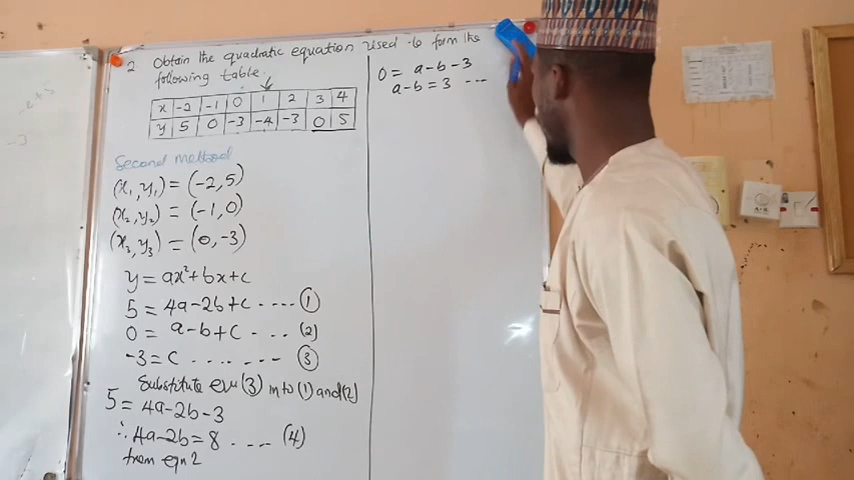 2 Obtain the quadratic equation used to form the
following table.
x -2 -1 0 1 2 3 4
y 5 0 -3 -4 -3 0 5
Second method
(x₁,y₁) = (-2,5)
(x₂,y₂) = (-1,0)
(x₃,y₃) = (0,-3)
y = ax²+bx+c
5 = 4a-2b+c ..... ①
0 = a-b+c ... (2)
-3 = c ........ ③
Substitute eqn(3) into (1) and (2)
5 = 4a-2b-3
∴ 4a-2b = 8 .... (4)
from eqn 2
0 = a-b-3
a-b = 3 ...